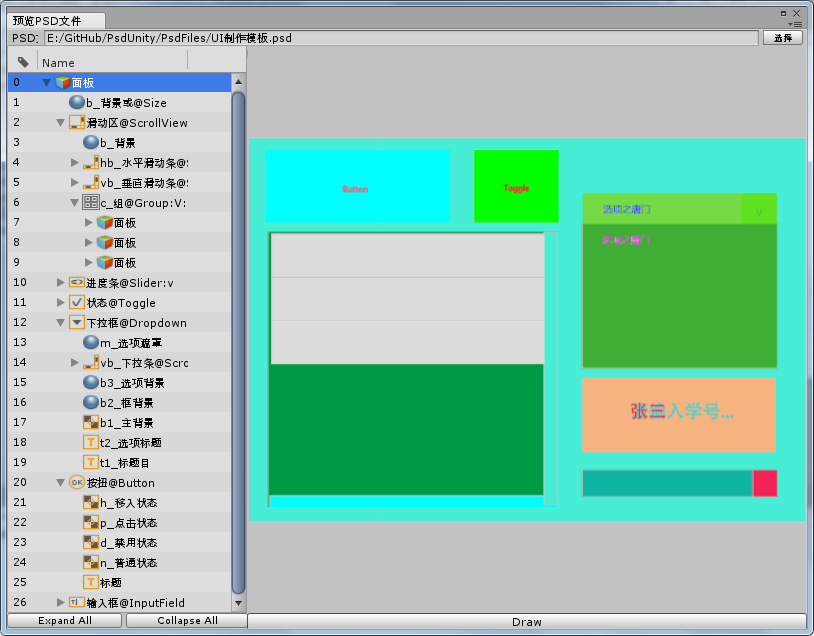 预览PSD文件
PSD: E:/GitHub/PsdUnity/PsdFiles/UI制作模板.psd 选择
Name
0 面板
1 b_背景或@Size
2 滑动区@ScrollView
3 b_背景
4 hb_水平滑动条@
5 vb_垂直滑动条@
6 c_组@Group:V:
7 面板
8 面板
9 面板
10 进度条@Slider:v
11 状态@Toggle
12 下拉框@Dropdown
13 m_选项遮罩
14 vb_下拉条@Scro
15 b3_选项背景
16 b2_框背景
17 b1_主背景
18 t2_选项标题
19 t1_标题目
20 按扭@Button
21 h_移入状态
22 p_点击状态
23 d_禁用状态
24 n_普通状态
25 标题
26 输入框@InputField
Expand All Collapse All
Button
Toggle
选项之唐门 v
选项之唐门
张三
输入学号...
Draw